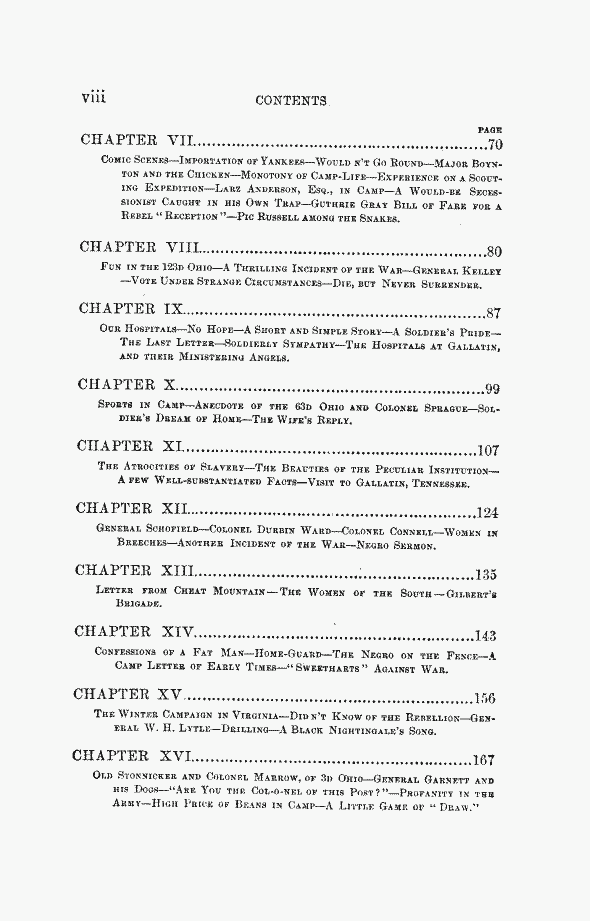 viii CONTENTS.
PAGE
CHAPTER VII.....70
Comic Scenes—Importation of Yankees—Would n't Go Round—Major Boyn-
ton and the Chicken—Monotony of Camp-Life—Experience on a Scout-
ing Expedition—Larz Anderson, Esq., in Camp—A Would-be Seces-
sionist Caught in his Own Trap—Guthrie Gray Bill of Fare for a
Rebel "Reception"—Pic Russell among the Snakes.
CHAPTER VIII.....80
Fun in the 123d Ohio—A Thrilling Incident of the War—General Kelley
—Vote Under Strange Circumstances—Die, but Never Surrender.
CHAPTER IX.....87
Our Hospitals—No Hope—A Short and Simple Story—A Soldier's Pride—
The Last Letter—Soldierly Sympathy—The Hospitals at Gallatin,
and their Ministering Angels.
CHAPTER X.....99
Sports in Camp—Anecdote of the 63d Ohio and Colonel Sprague—Sol-
dier's Dream of Home—The Wife's Reply.
CHAPTER XI.....107
The Atrocities of Slavery—The Beauties of the Peculiar Institution—
A few Well-substantiated Facts—Visit to Gallatin, Tennessee.
CHAPTER XII.....124
General Schofield—Colonel Durbin Ward—Colonel Connell—Women in
Breeches—Another Incident of the War—Negro Sermon.
CHAPTER XIII.....135
Letter from Cheat Mountain—The Women of the South—Gilbert's
Brigade.
CHAPTER XIV.....143
Confessions of a Fat Man—Home-Guard—The Negro on the Fence—A
Camp Letter of Early Times—"Sweetharts" Against War.
CHAPTER XV.....156
The Winter Campaign in Virginia—Did n't Know of the Rebellion—Gen-
eral W. H. Lytle—Drilling—A Black Nightingale's Song.
CHAPTER XVI.....167
Old Stonnicker and Colonel Marrow, of 3d Ohio—General Garnett and
his Dogs—"Are You the Col-o-nel of this Post?"—Profanity in the
Army—High Price of Beans in Camp—A Little Game of "Draw."